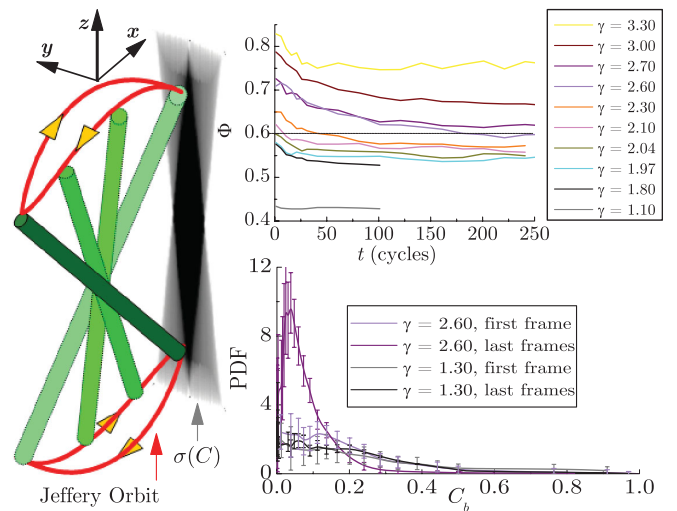 z
x
y
σ(C)
Jeffery Orbit
0.8
0.7
Φ
0.6
0.5
0.4
0
50
100
150
200
250
t (cycles)
γ = 3.30
γ = 3.00
γ = 2.70
γ = 2.60
γ = 2.30
γ = 2.10
γ = 2.04
γ = 1.97
γ = 1.80
γ = 1.10
12
8
PDF
4
0
γ = 2.60, first frame
γ = 2.60, last frames
γ = 1.30, first frame
γ = 1.30, last frames
0.0
0.2
0.4
0.6
0.8
1.0
C_b